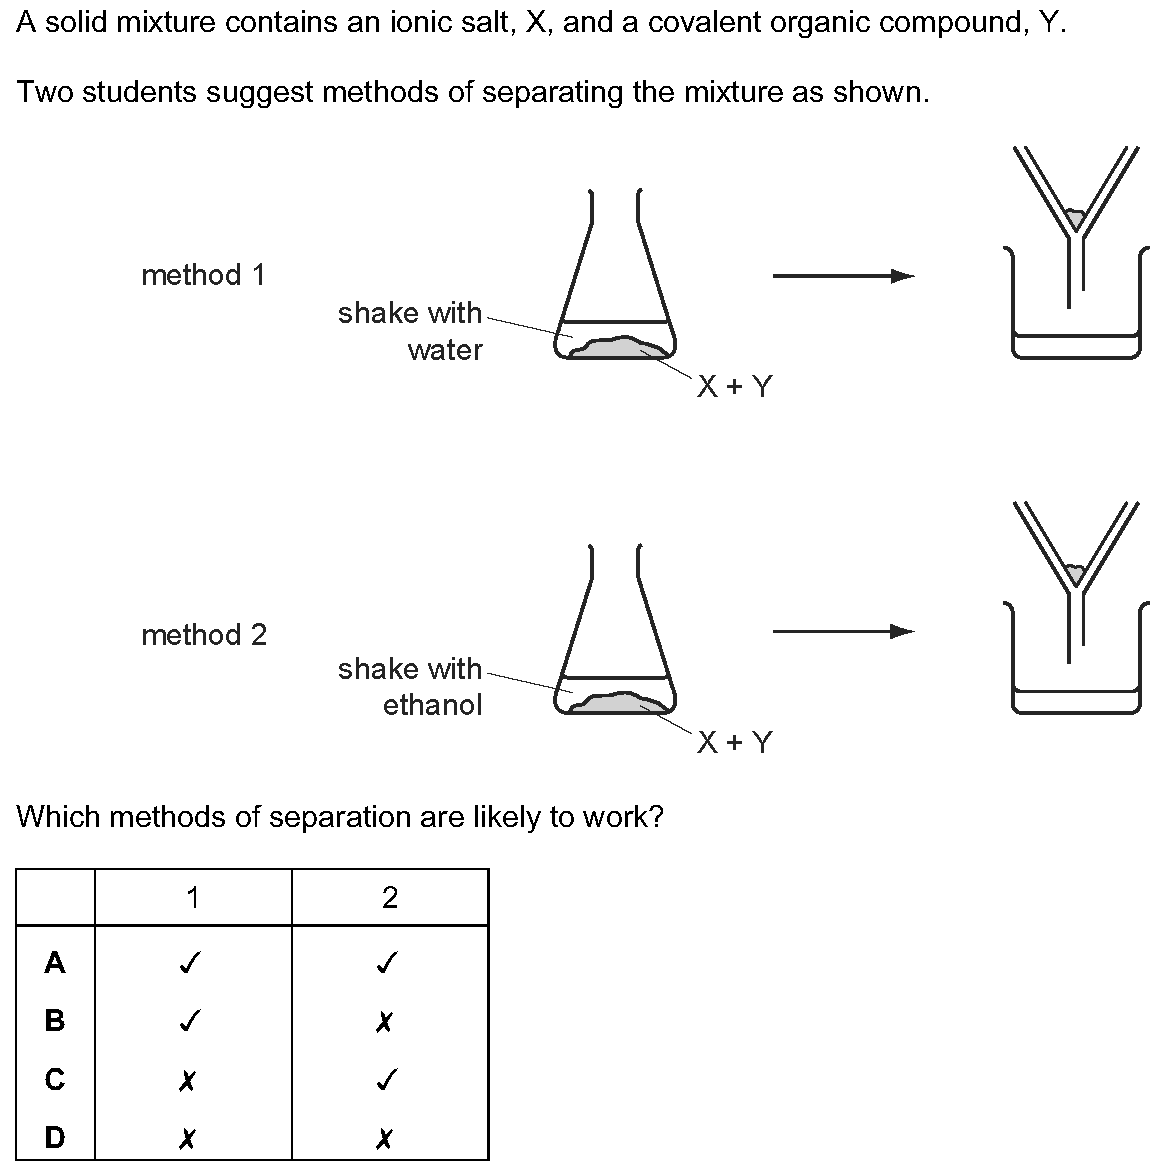 A solid mixture contains an ionic salt, X, and a covalent organic compound, Y.
Two students suggest methods of separating the mixture as shown.
method 1
shake with
water
X + Y
method 2
shake with
ethanol
X + Y
Which methods of separation are likely to work?
1 2
A ✓ ✓
B ✓ ✗
C ✗ ✓
D ✗ ✗